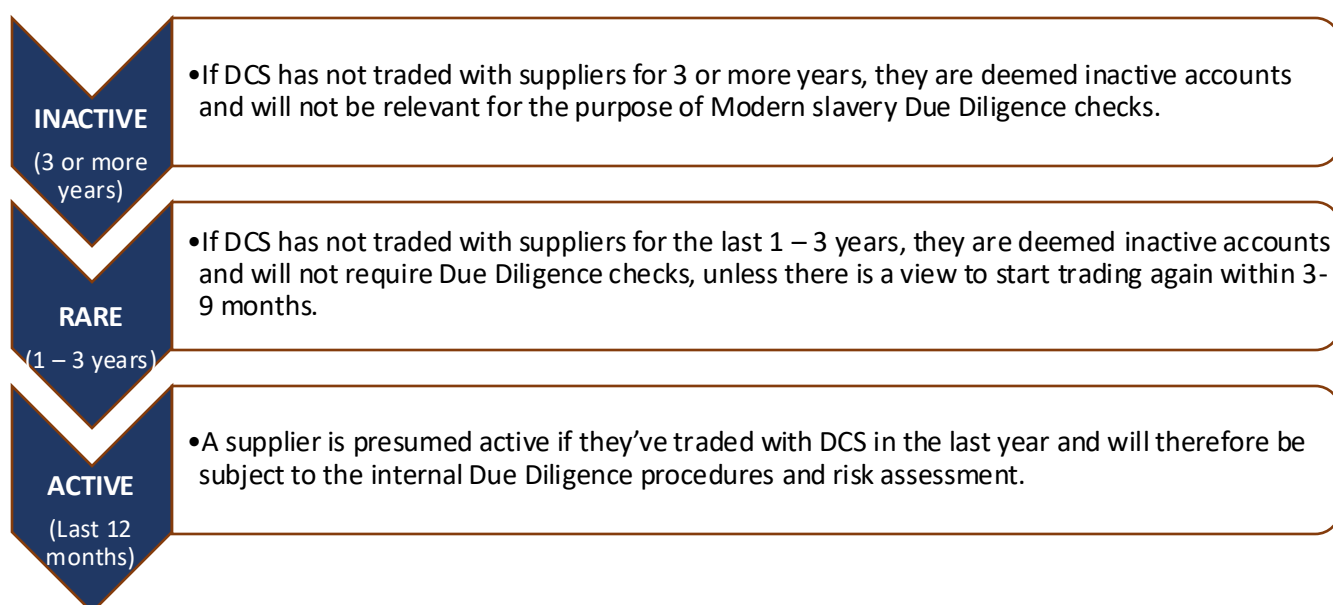 INACTIVE
(3 or more
years)
•If DCS has not traded with suppliers for 3 or more years, they are deemed inactive accounts
and will not be relevant for the purpose of Modern slavery Due Diligence checks.
RARE
(1 – 3 years)
•If DCS has not traded with suppliers for the last 1 – 3 years, they are deemed inactive accounts
and will not require Due Diligence checks, unless there is a view to start trading again within 3-
9 months.
ACTIVE
(Last 12
months)
•A supplier is presumed active if they’ve traded with DCS in the last year and will therefore be
subject to the internal Due Diligence procedures and risk assessment.